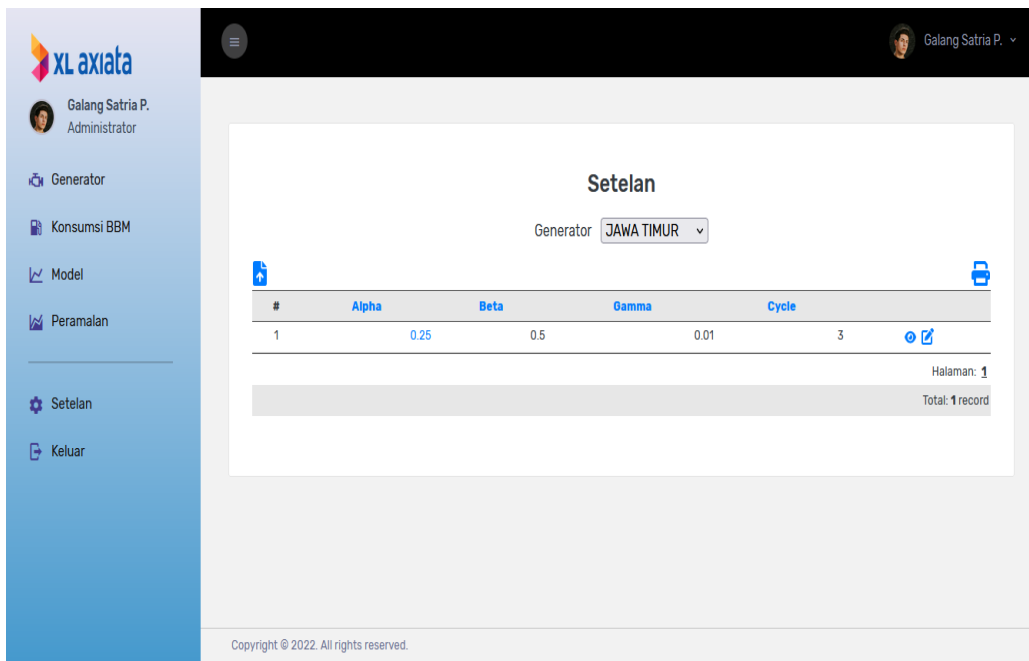 XL axiata
Galang Satria P.
Administrator
Generator
Konsumsi BBM
Model
Peramalan
Setelan
Keluar
Galang Satria P.
Setelan
Generator JAWA TIMUR
# Alpha Beta Gamma Cycle
1 0.25 0.5 0.01 3
Halaman: 1
Total: 1 record
Copyright © 2022. All rights reserved.